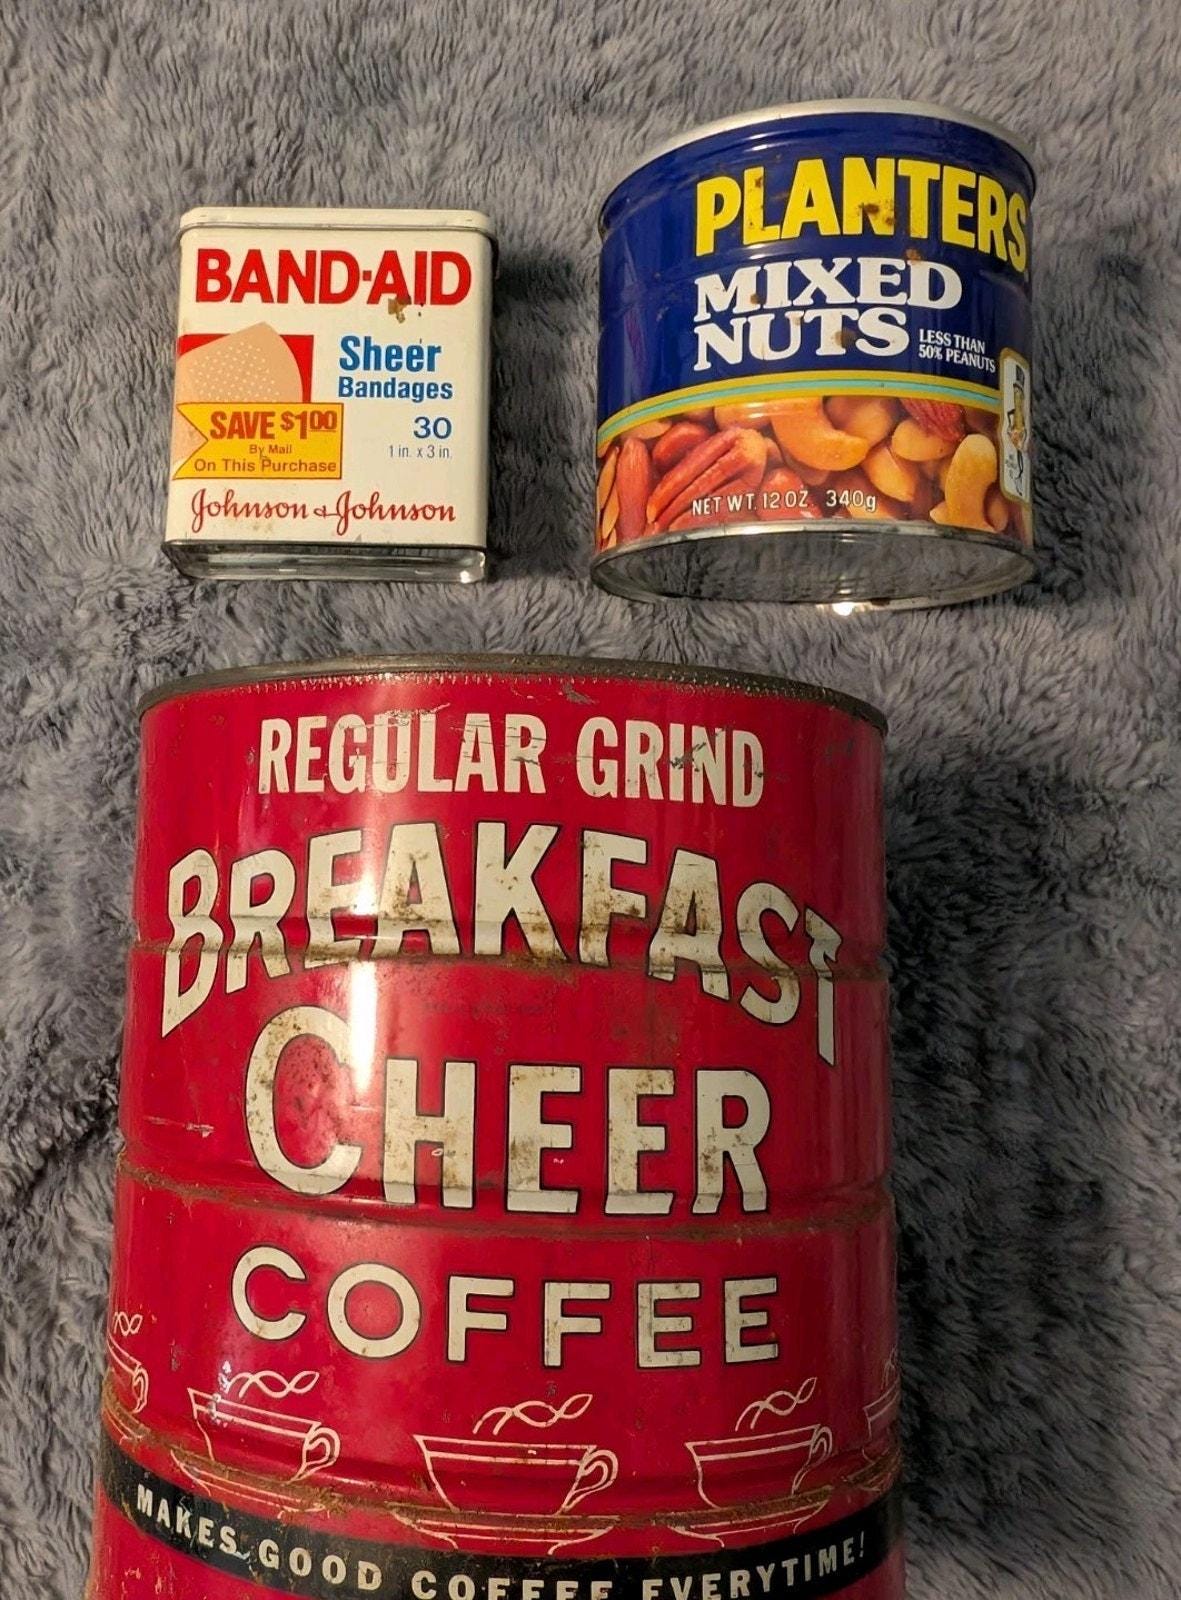 BAND-AID
Sheer
Bandages
30
1 in. x 3 in.
SAVE $1.00
By Mail
On This Purchase
Johnson & Johnson
PLANTERS
MIXED
NUTS
LESS THAN
50% PEANUTS
NET WT. 12 OZ. 340g
REGULAR GRIND
BREAKFAST
CHEER
COFFEE
MAKES GOOD COFFEE EVERYTIME!